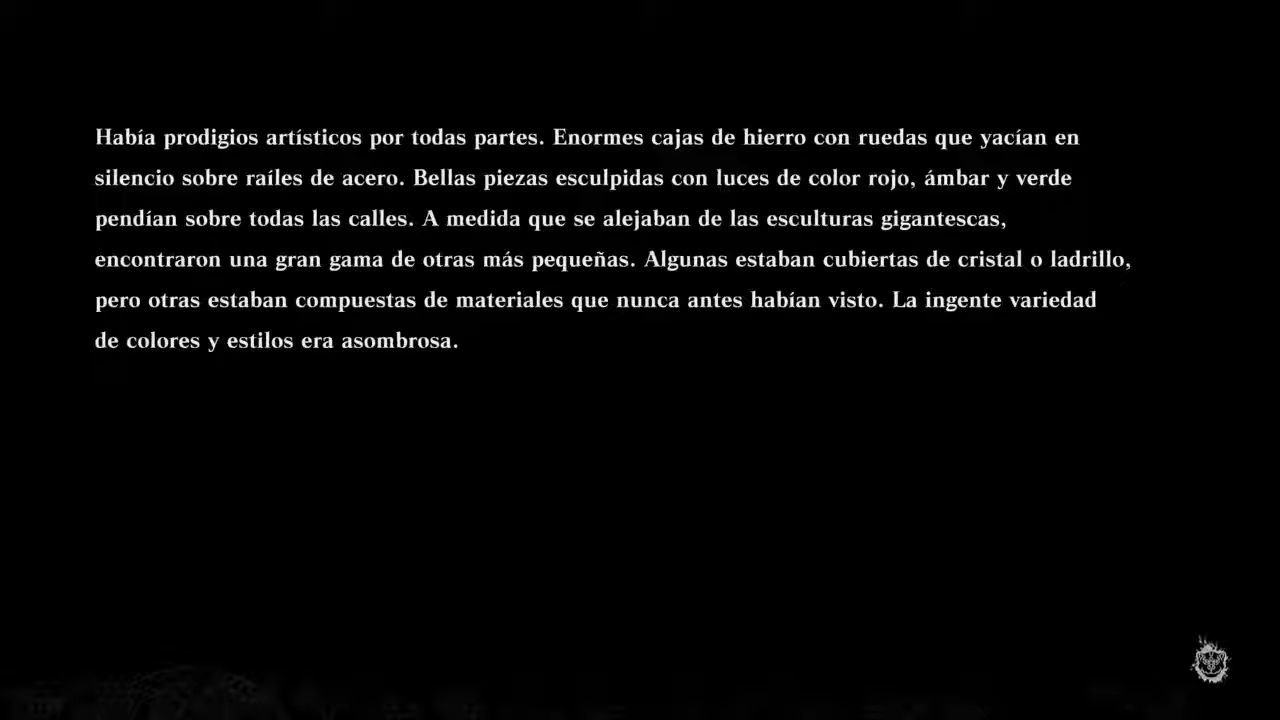 Había prodigios artísticos por todas partes. Enormes cajas de hierro con ruedas que yacían en
silencio sobre raíles de acero. Bellas piezas esculpidas con luces de color rojo, ámbar y verde
pendían sobre todas las calles. A medida que se alejaban de las esculturas gigantescas,
encontraron una gran gama de otras más pequeñas. Algunas estaban cubiertas de cristal o ladrillo,
pero otras estaban compuestas de materiales que nunca antes habían visto. La ingente variedad
de colores y estilos era asombrosa.